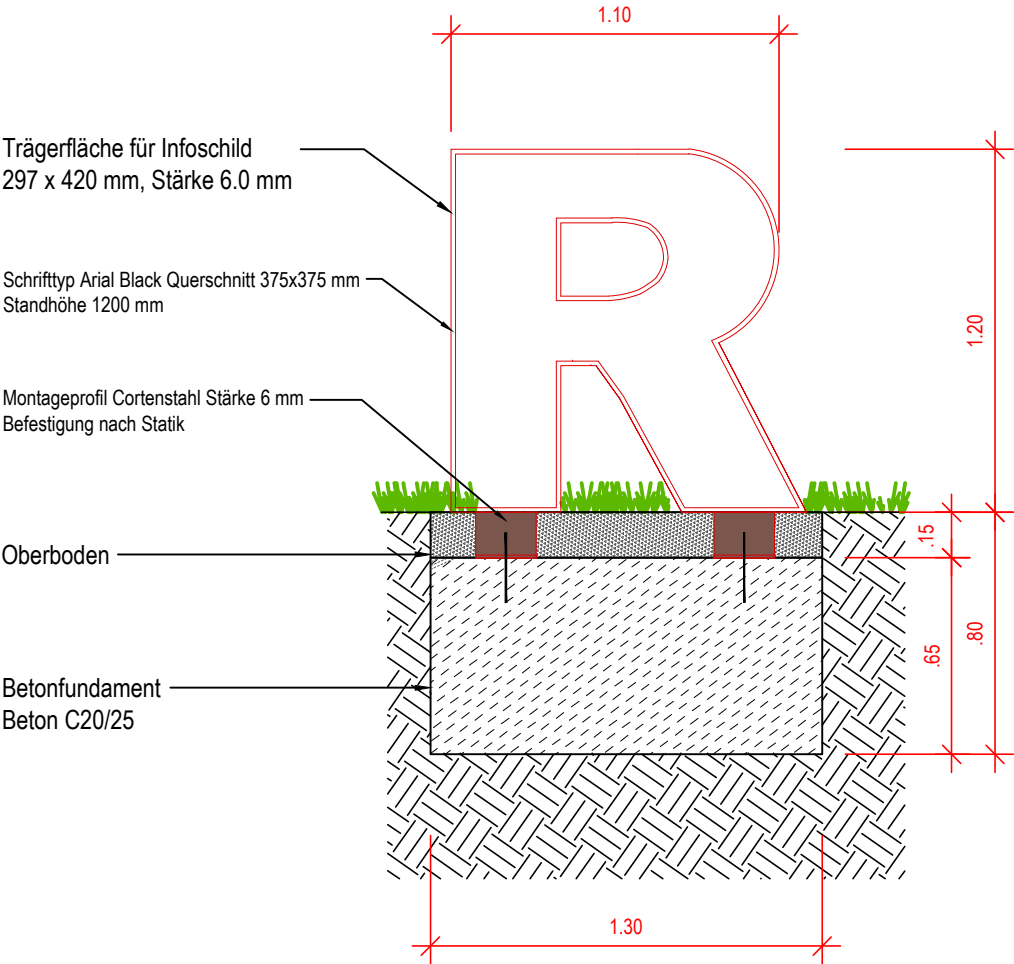 1.10
Trägerfläche für Infoschild
297 x 420 mm, Stärke 6.0 mm
Schrifttyp Arial Black Querschnitt 375x375 mm
Standhöhe 1200 mm
1.20
Montageprofil Cortenstahl Stärke 6 mm
Befestigung nach Statik
R
.15
Oberboden
.65
.80
Betonfundament
Beton C20/25
1.30